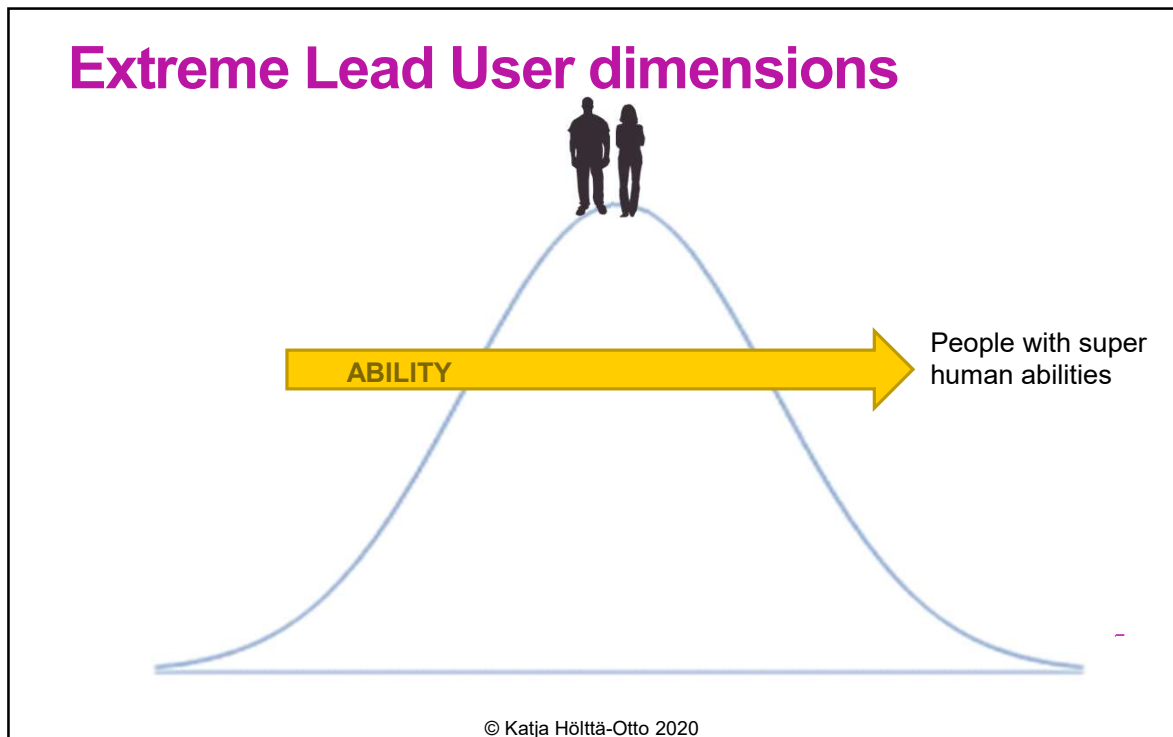 Extreme Lead User dimensions
ABILITY
People with super
human abilities
© Katja Hölttä-Otto 2020